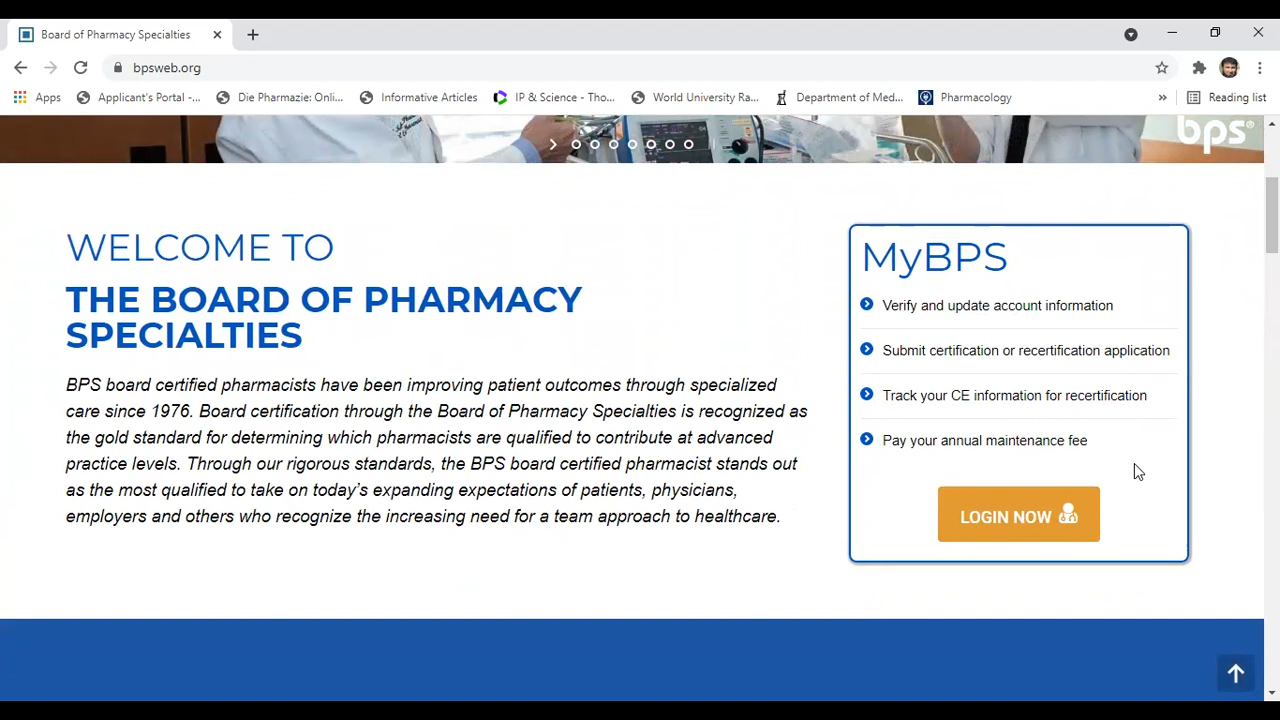 Board of Pharmacy Specialties
bpsweb.org
Apps
Applicant's Portal -...
Die Pharmazie: Onli...
Informative Articles
IP & Science - Tho...
World University Ra...
Department of Med...
Pharmacology
»
Reading list
bps®
WELCOME TO
THE BOARD OF PHARMACY
SPECIALTIES
BPS board certified pharmacists have been improving patient outcomes through specialized
care since 1976. Board certification through the Board of Pharmacy Specialties is recognized as
the gold standard for determining which pharmacists are qualified to contribute at advanced
practice levels. Through our rigorous standards, the BPS board certified pharmacist stands out
as the most qualified to take on today's expanding expectations of patients, physicians,
employers and others who recognize the increasing need for a team approach to healthcare.
MyBPS
Verify and update account information
Submit certification or recertification application
Track your CE information for recertification
Pay your annual maintenance fee
LOGIN NOW